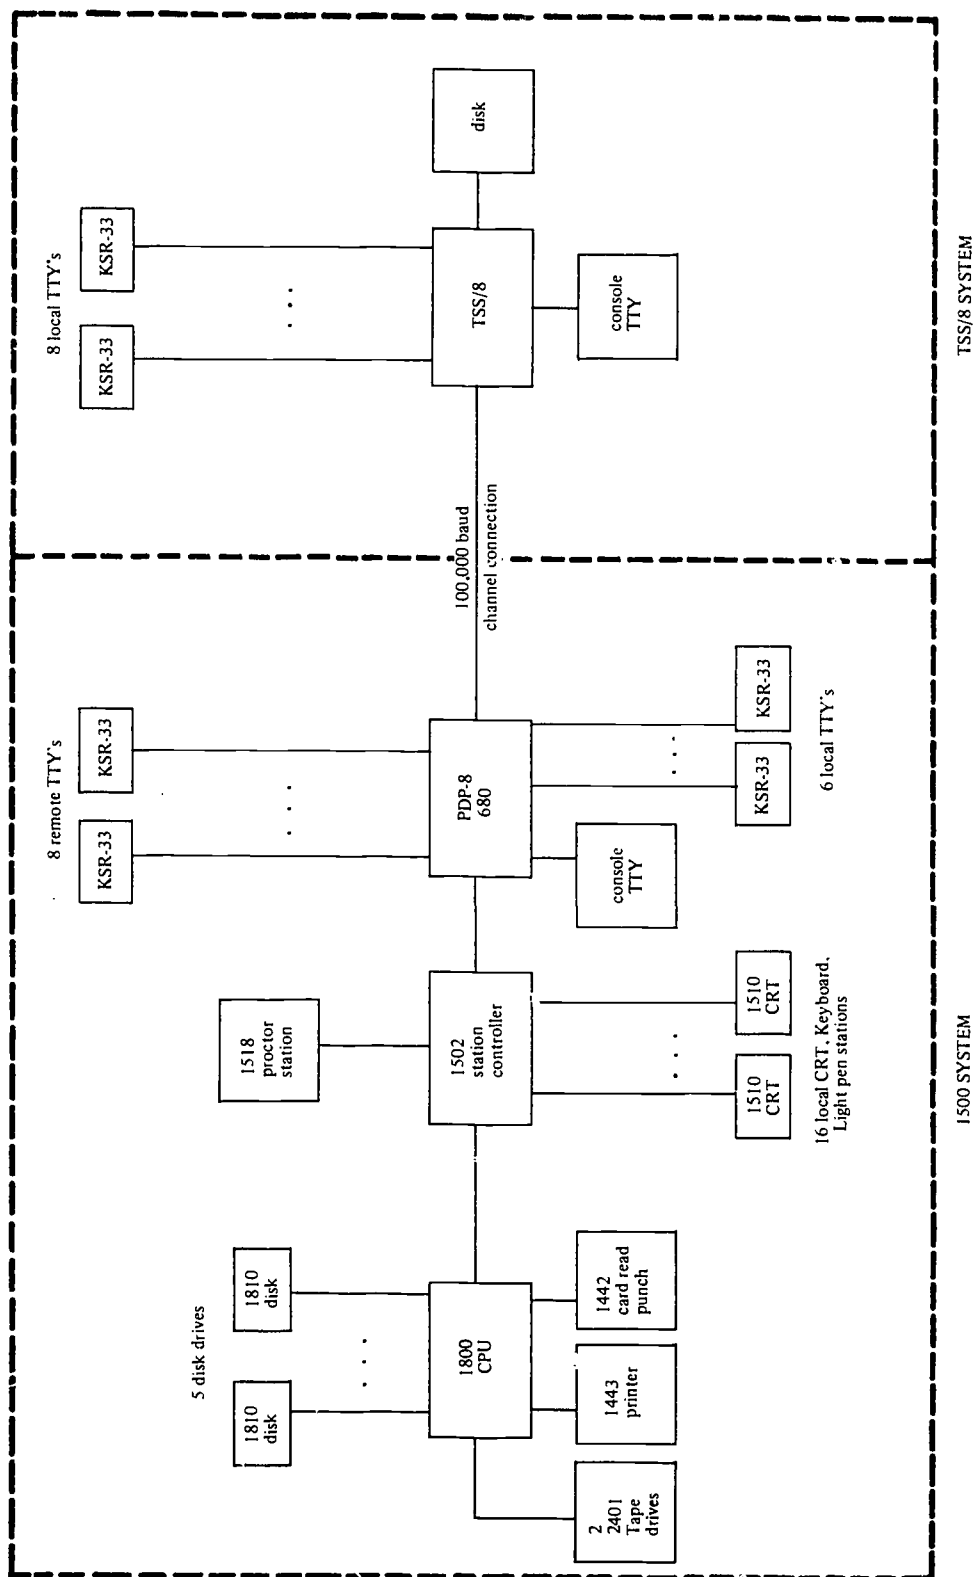 5 disk drives
1810
disk
1810
disk
1800
CPU
2
2401
Tape
drives
1443
printer
1442
card read
punch
1518
proctor
station
1502
station
controller
1510
CRT
1510
CRT
16 local CRT, Keyboard,
Light pen stations
8 remote TTY's
KSR-33
KSR-33
PDP-8
680
console
TTY
KSR-33
KSR-33
6 local TTY's
100,000 baud
channel connection
8 local TTY's
KSR-33
KSR-33
TSS/8
disk
console
TTY
1500 SYSTEM
TSS/8 SYSTEM